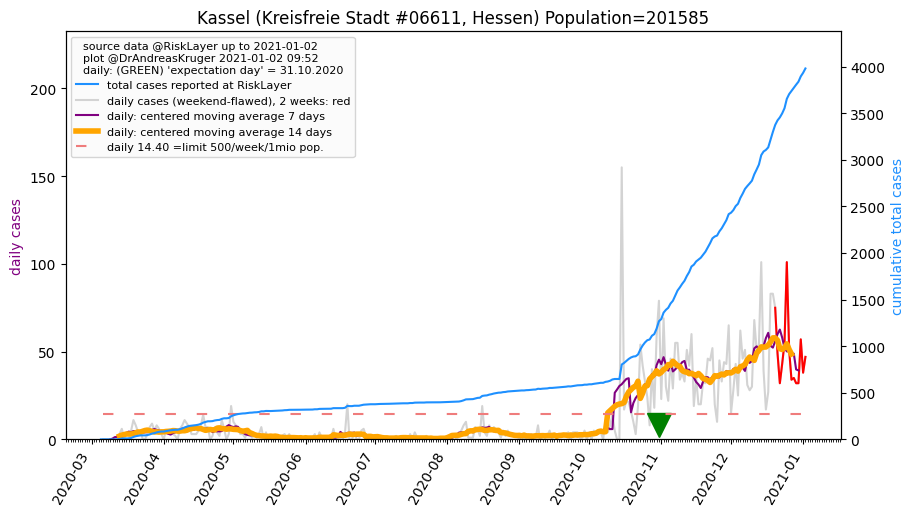 Kassel (Kreisfreie Stadt #06611, Hessen) Population=201585
source data @RiskLayer up to 2021-01-02
plot @DrAndreasKruger 2021-01-02 09:52
daily: (GREEN) 'expectation day' = 31.10.2020
total cases reported at RiskLayer
daily cases (weekend-flawed), 2 weeks: red
daily: centered moving average 7 days
daily: centered moving average 14 days
daily 14.40 =limit 500/week/1mio pop.
daily cases
200
150
100
50
0
4000
3500
3000
2500
2000
1500
1000
500
0
cumulative total cases
2020-03
2020-04
2020-05
2020-06
2020-07
2020-08
2020-09
2020-10
2020-11
2020-12
2021-01